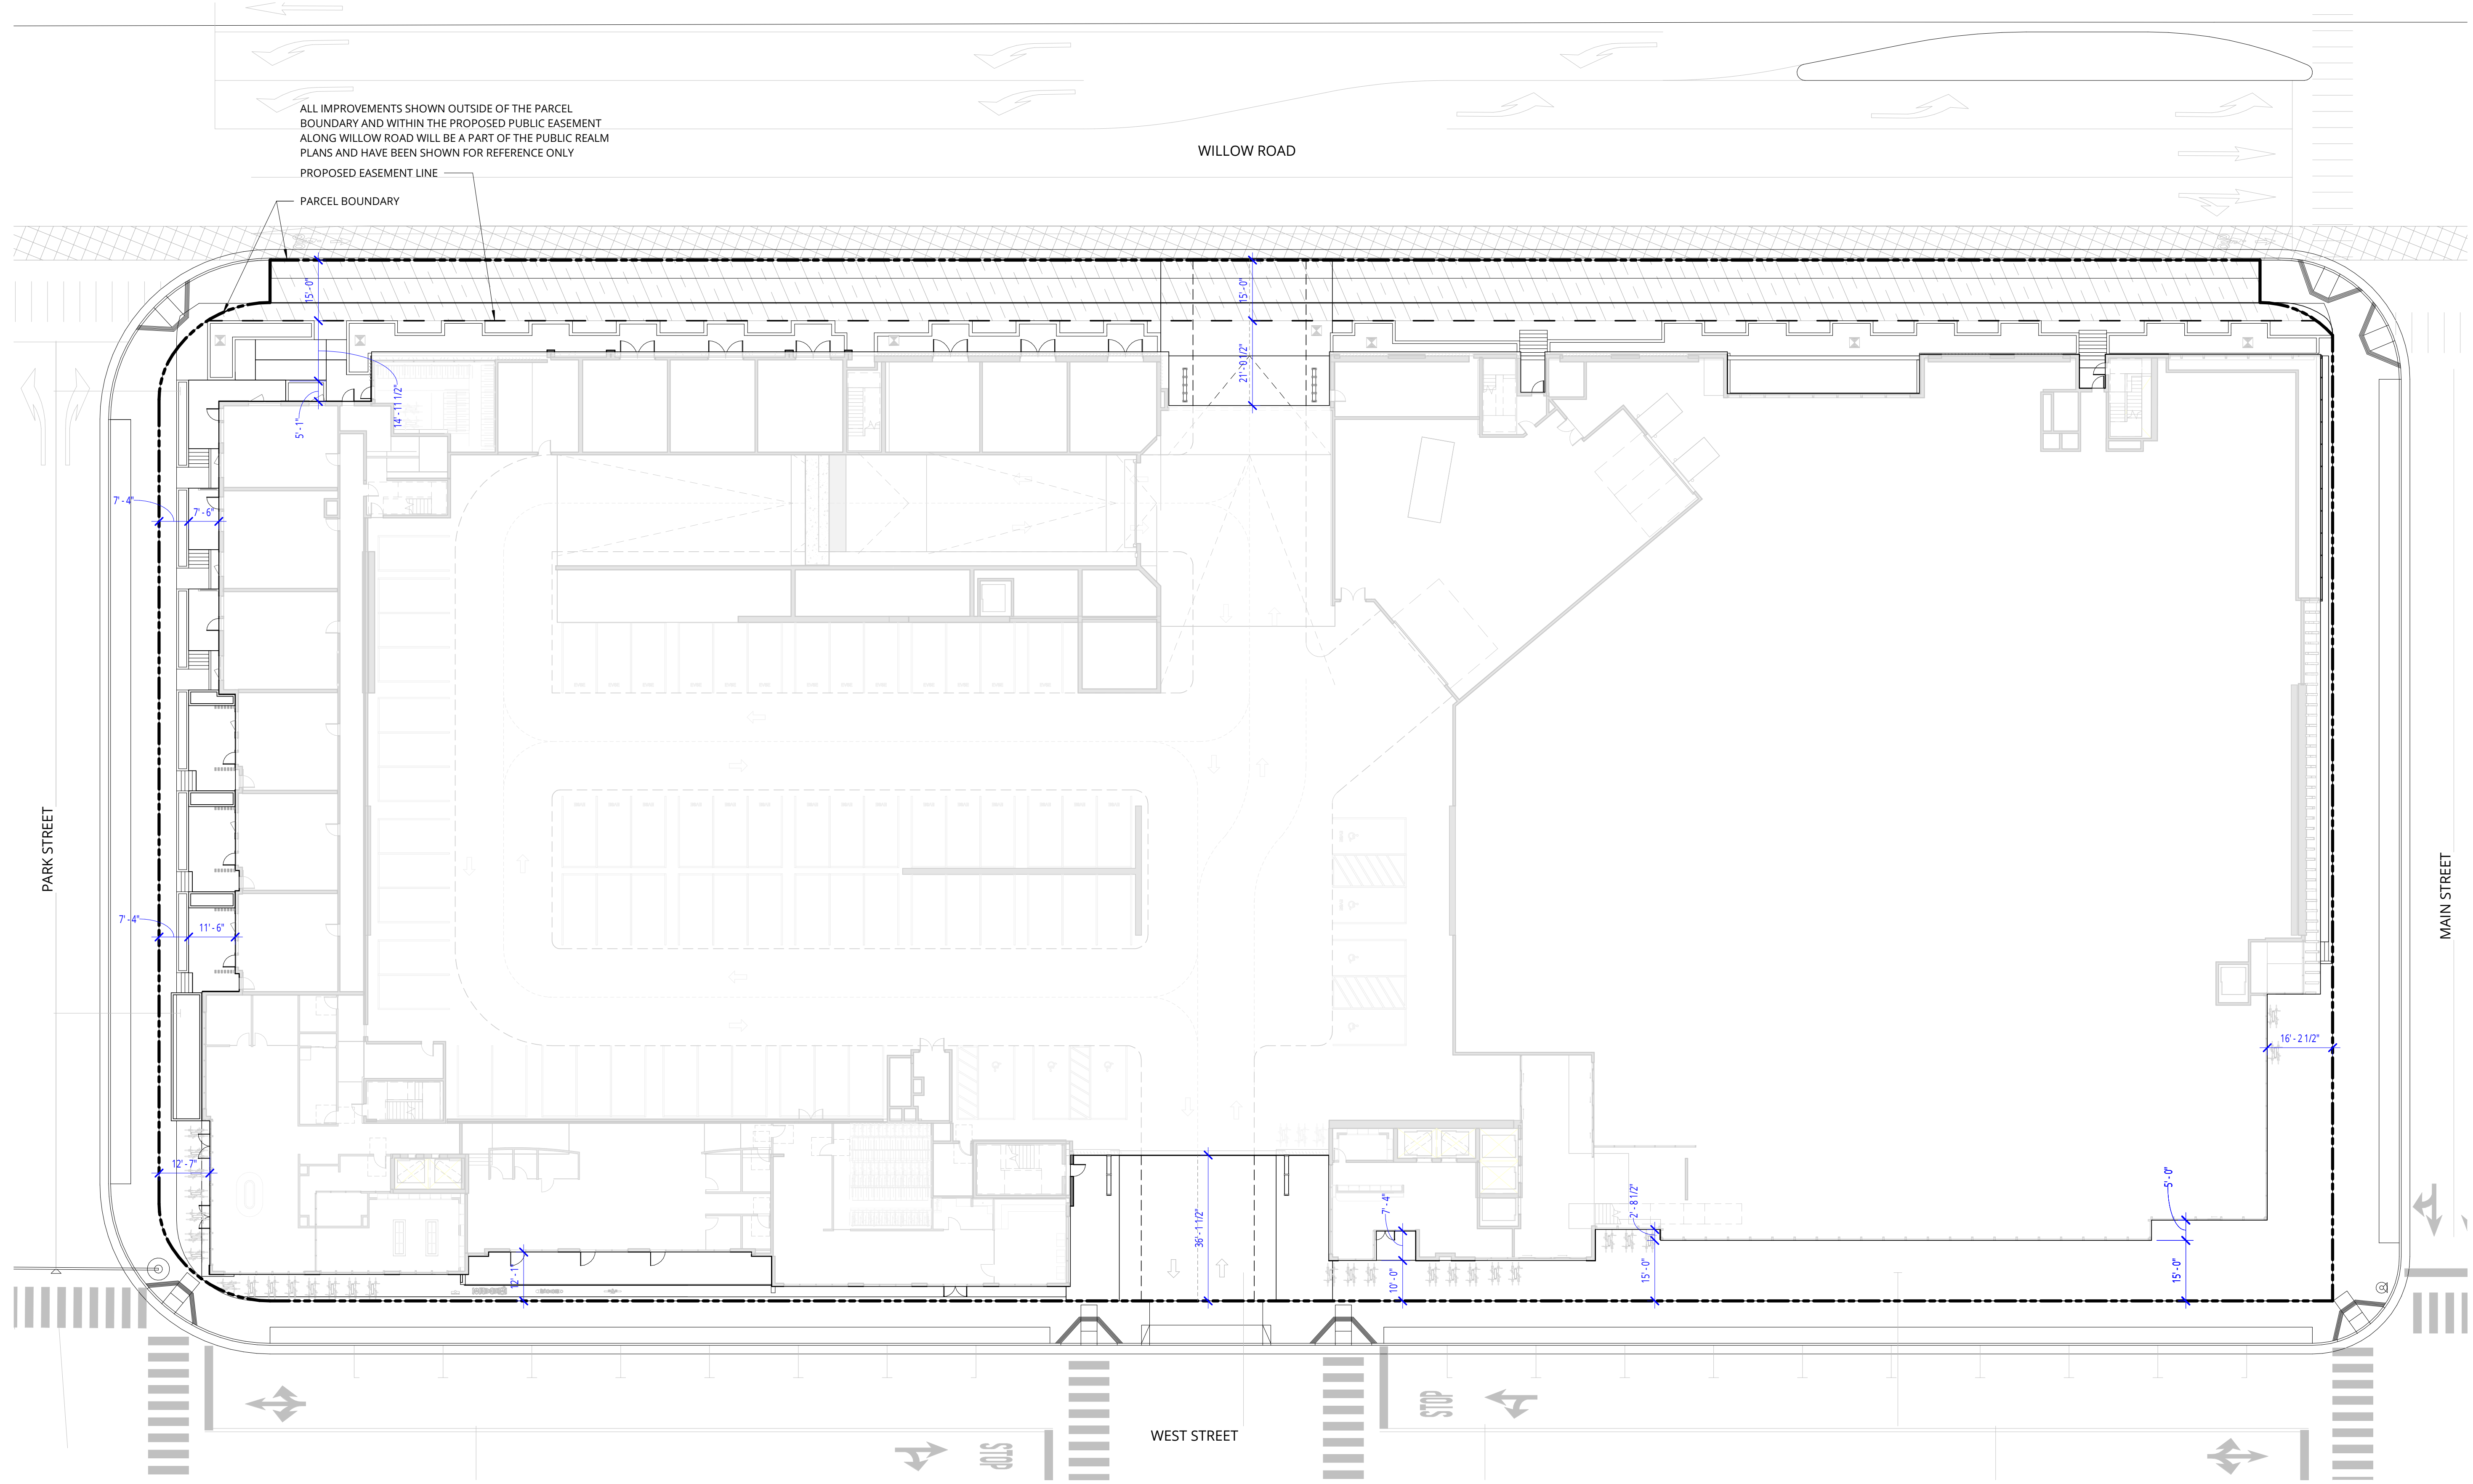 ALL IMPROVEMENTS SHOWN OUTSIDE OF THE PARCEL
BOUNDARY AND WITHIN THE PROPOSED PUBLIC EASEMENT
ALONG WILLOW ROAD WILL BE A PART OF THE PUBLIC REALM
PLANS AND HAVE BEEN SHOWN FOR REFERENCE ONLY
WILLOW ROAD
PROPOSED EASEMENT LINE
PARCEL BOUNDARY
15' - 0"
15' - 0"
21' - 0 1/2"
14' - 11 1/2"
5' - 1"
7' - 4"
7' - 6"
PARK STREET
MAIN STREET
7' - 4"
11' - 6"
16' - 2 1/2"
12' - 7"
12' - 1"
36' - 1 1/2"
7' - 4"
10' - 0"
2' - 8 1/2"
15' - 0"
5' - 0"
15' - 0"
STOP
WEST STREET
STOP